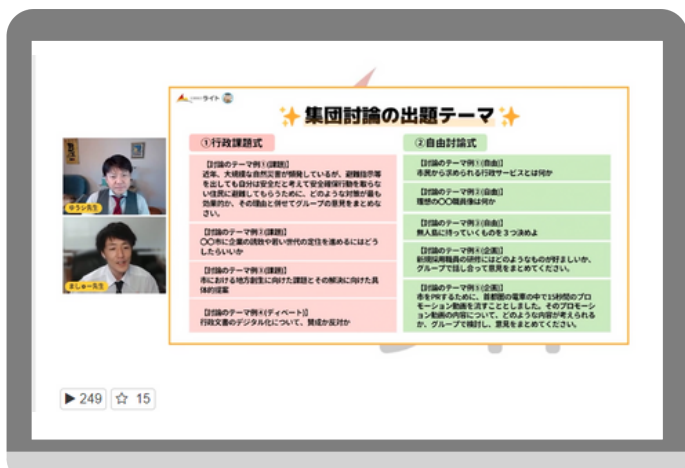 ライト
✨集団討論の出題テーマ✨
①行政課題式
【討論のテーマ例①(課題)】
近年、大規模な自然災害が頻発しているが、避難指示等
を出しても自分は安全だと考えて安全確保行動を取らな
い住民に避難してもらうために、どのような対策が最も
効果的か、その理由と併せてグループの意見をまとめな
さい。
【討論のテーマ例②(課題)】
〇〇市に企業の誘致や若い世代の定住を進めるにはどう
したらいいか
【討論のテーマ例③(課題)】
市における地方創生に向けた課題とその解決に向けた具
体的提案
【討論のテーマ例④(ディベート)】
行政文書のデジタル化について、賛成か反対か
②自由討論式
【討論のテーマ例①(自由)】
市民から求められる行政サービスとは何か
【討論のテーマ例②(自由)】
理想の〇〇職員像は何か
【討論のテーマ例③(自由)】
無人島に持っていくものを3つ決めよ
【討論のテーマ例④(企画)】
新規採用職員の研修にはどのようなものが好ましいか、
グループで話し合って意見をまとめてください。
【討論のテーマ例⑤(企画)】
市をPRするために、首都圏の電車の中で15秒間のプロ
モーション動画を流すこととしました。そのプロモーシ
ョン動画の内容について、どのような内容が考えられる
か、グループで検討し、意見をまとめてください。
ゆうシ先生
ましゅー先生
▶ 249 ☆ 15